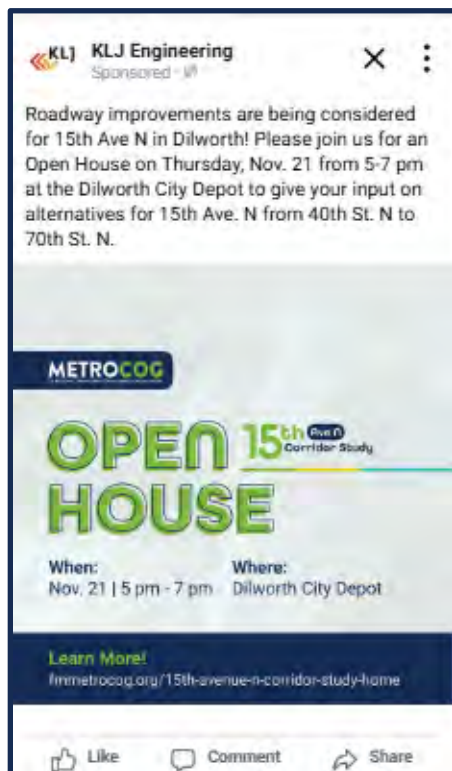 KLJ
KLJ Engineering
Sponsored ·
Roadway improvements are being considered
for 15th Ave N in Dilworth! Please join us for an
Open House on Thursday, Nov. 21 from 5-7 pm
at the Dilworth City Depot to give your input on
alternatives for 15th Ave. N from 40th St. N to
70th St. N.
METROCOG
OPEN
HOUSE
15th Ave N
Corridor Study
When:
Nov. 21 | 5 pm - 7 pm
Where:
Dilworth City Depot
Learn More!
fmmetrocog.org/15th-avenue-n-corridor-study-home
Like
Comment
Share